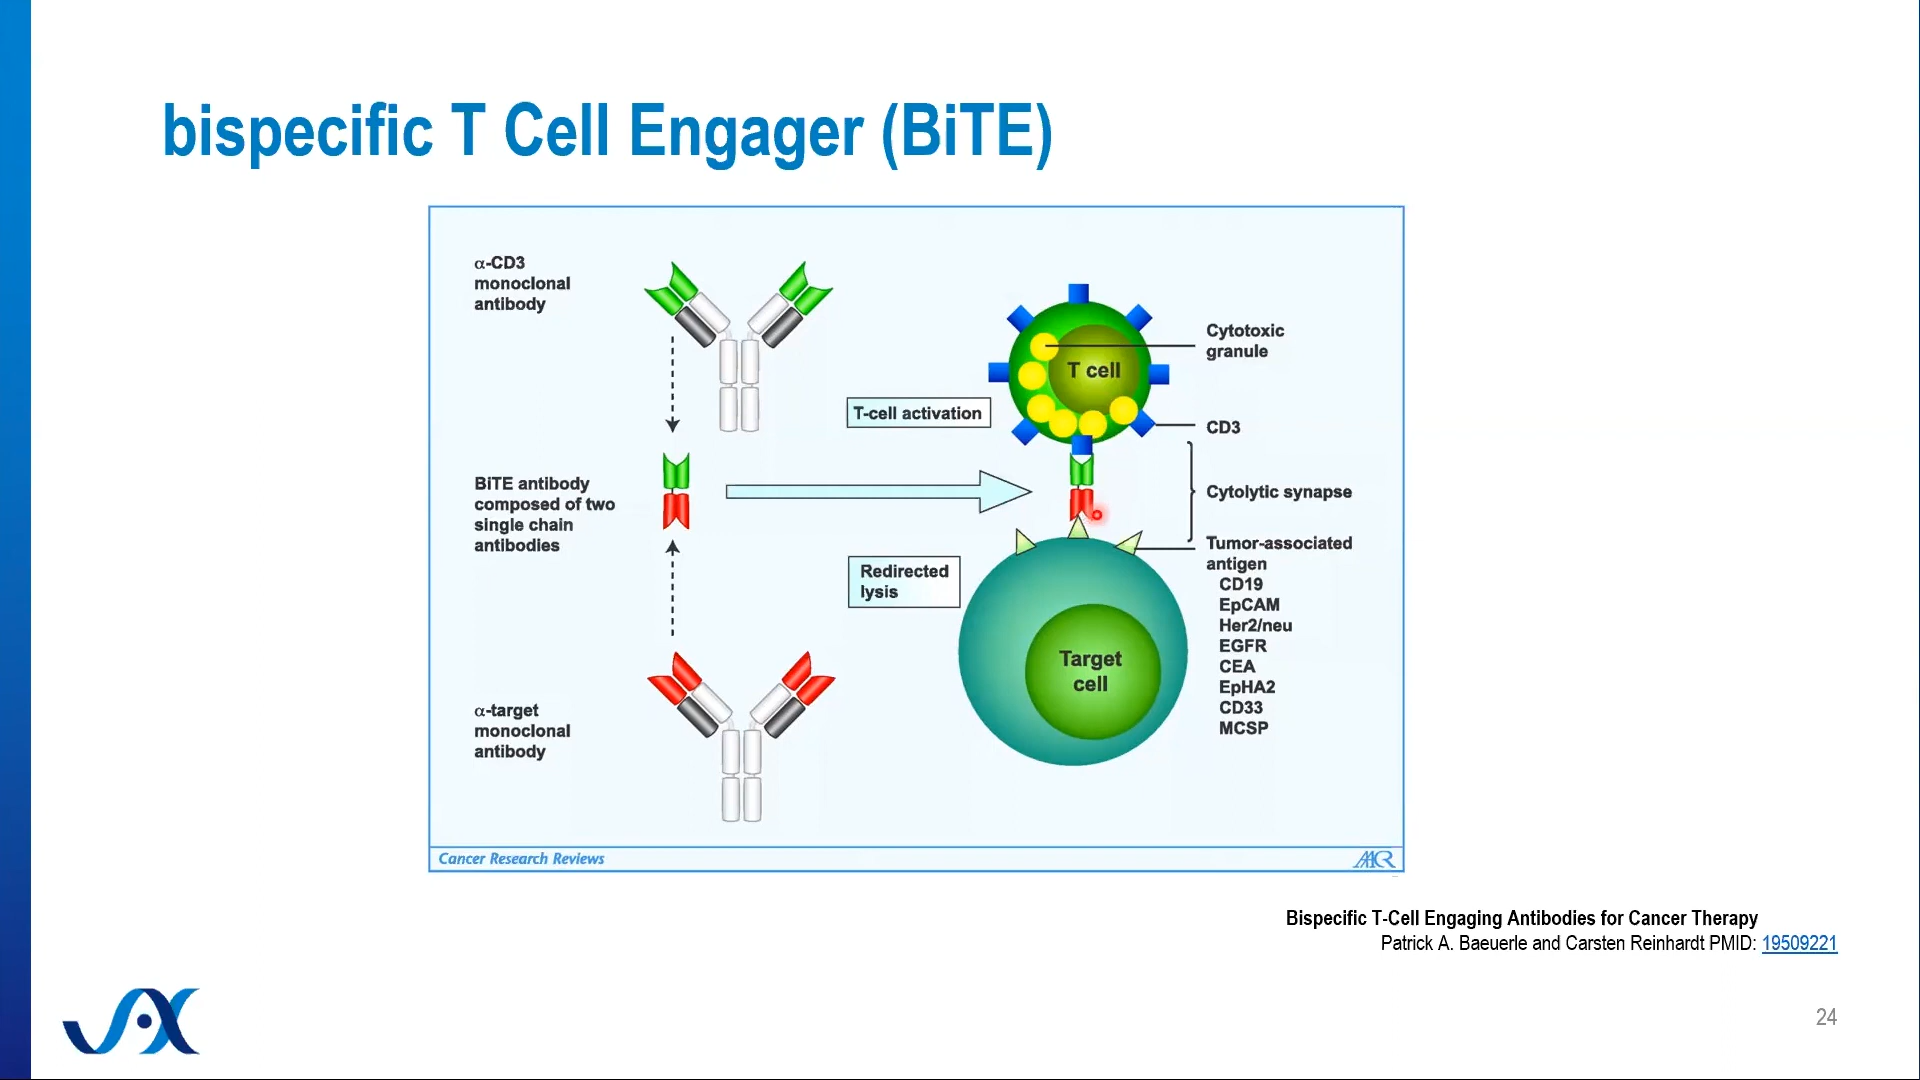 bispecific T Cell Engager (BiTE)
α-CD3
monoclonal
antibody
BiTE antibody
composed of two
single chain
antibodies
α-target
monoclonal
antibody
T-cell activation
Redirected
lysis
T cell
Target
cell
Cytotoxic
granule
CD3
Cytolytic synapse
Tumor-associated
antigen
CD19
EpCAM
Her2/neu
EGFR
CEA
EpHA2
CD33
MCSP
Cancer Research Reviews
AACR
Bispecific T-Cell Engaging Antibodies for Cancer Therapy
Patrick A. Baeuerle and Carsten Reinhardt PMID: 19509221
JAX
24